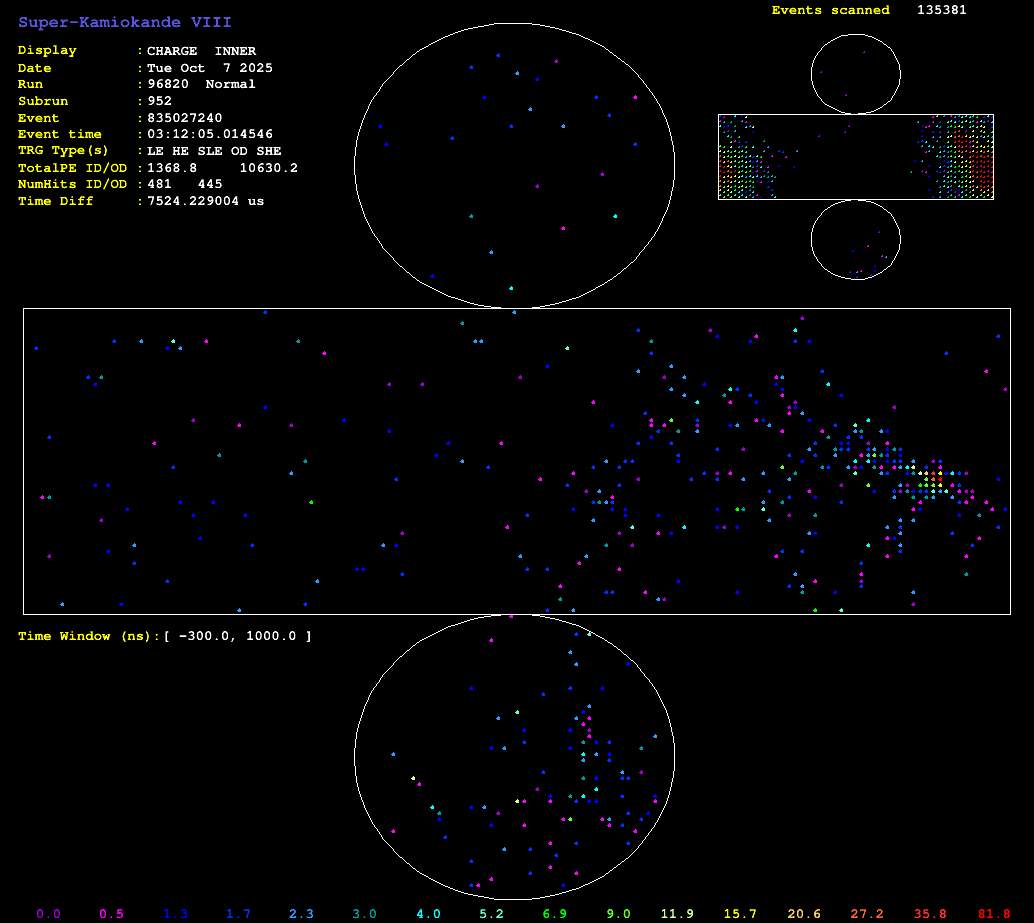 Super-Kamiokande VIII
Events scanned 135381
Display : CHARGE INNER
Date : Tue Oct 7 2025
Run : 96820 Normal
Subrun : 952
Event : 835027240
Event time : 03:12:05.014546
TRG Type(s) : LE HE SLE OD SHE
TotalPE ID/OD : 1368.8 10630.2
NumHits ID/OD : 481 445
Time Diff : 7524.229004 us
Time Window (ns):[ -300.0, 1000.0 ]
0.0 0.5 1.3 1.7 2.3 3.0 4.0 5.2 6.9 9.0 11.9 15.7 20.6 27.2 35.8 81.8